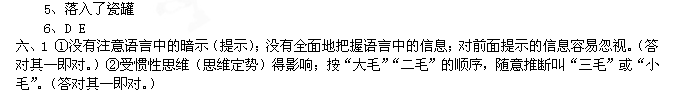 5、落入了瓷罐
6、D E
六、1 ①没有注意语言中的暗示(提示)；没有全面地把握语言中的信息；对前面提示的信息容易忽视。（答
对其一即对。）②受惯性思维（思维定势）得影响；按“大毛”“二毛”的顺序，随意推断叫“三毛”或“小
毛”。（答对其一即对。）